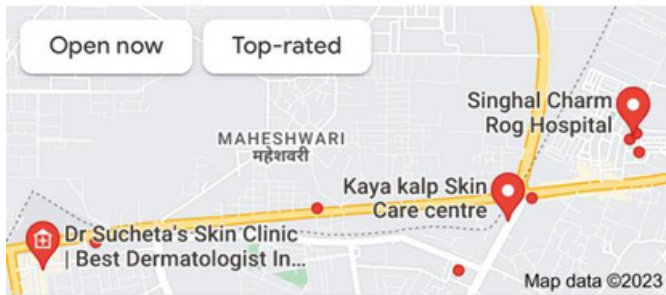 Open now
Top-rated
Singhal Charm
Rog Hospital
MAHESHWARI
महेशवरी
Kaya kalp Skin
Care centre
Dr Sucheta's Skin Clinic
| Best Dermatologist In...
Map data ©2023